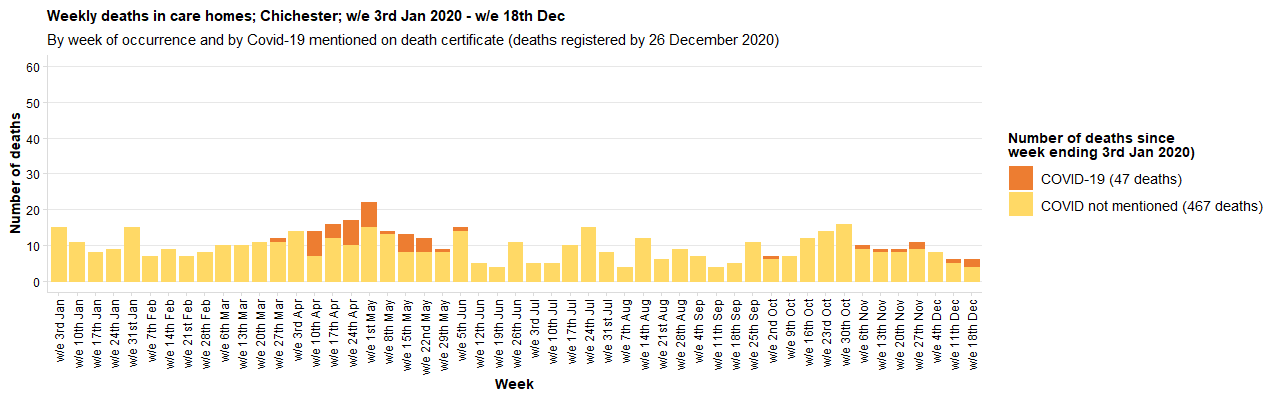 Weekly deaths in care homes; Chichester; w/e 3rd Jan 2020 - w/e 18th Dec
By week of occurrence and by Covid-19 mentioned on death certificate (deaths registered by 26 December 2020)
Number of deaths
60
50
40
30
20
10
0
w/e 3rd Jan
w/e 10th Jan
w/e 17th Jan
w/e 24th Jan
w/e 31st Jan
w/e 7th Feb
w/e 14th Feb
w/e 21st Feb
w/e 28th Feb
w/e 6th Mar
w/e 13th Mar
w/e 20th Mar
w/e 27th Mar
w/e 3rd Apr
w/e 10th Apr
w/e 17th Apr
w/e 24th Apr
w/e 1st May
w/e 8th May
w/e 15th May
w/e 22nd May
w/e 29th May
w/e 5th Jun
w/e 12th Jun
w/e 19th Jun
w/e 26th Jun
w/e 3rd Jul
w/e 10th Jul
w/e 17th Jul
w/e 24th Jul
w/e 31st Jul
w/e 7th Aug
w/e 14th Aug
w/e 21st Aug
w/e 28th Aug
w/e 4th Sep
w/e 11th Sep
w/e 18th Sep
w/e 25th Sep
w/e 2nd Oct
w/e 9th Oct
w/e 16th Oct
w/e 23rd Oct
w/e 30th Oct
w/e 6th Nov
w/e 13th Nov
w/e 20th Nov
w/e 27th Nov
w/e 4th Dec
w/e 11th Dec
w/e 18th Dec
Week
Number of deaths since
week ending 3rd Jan 2020)
COVID-19 (47 deaths)
COVID not mentioned (467 deaths)